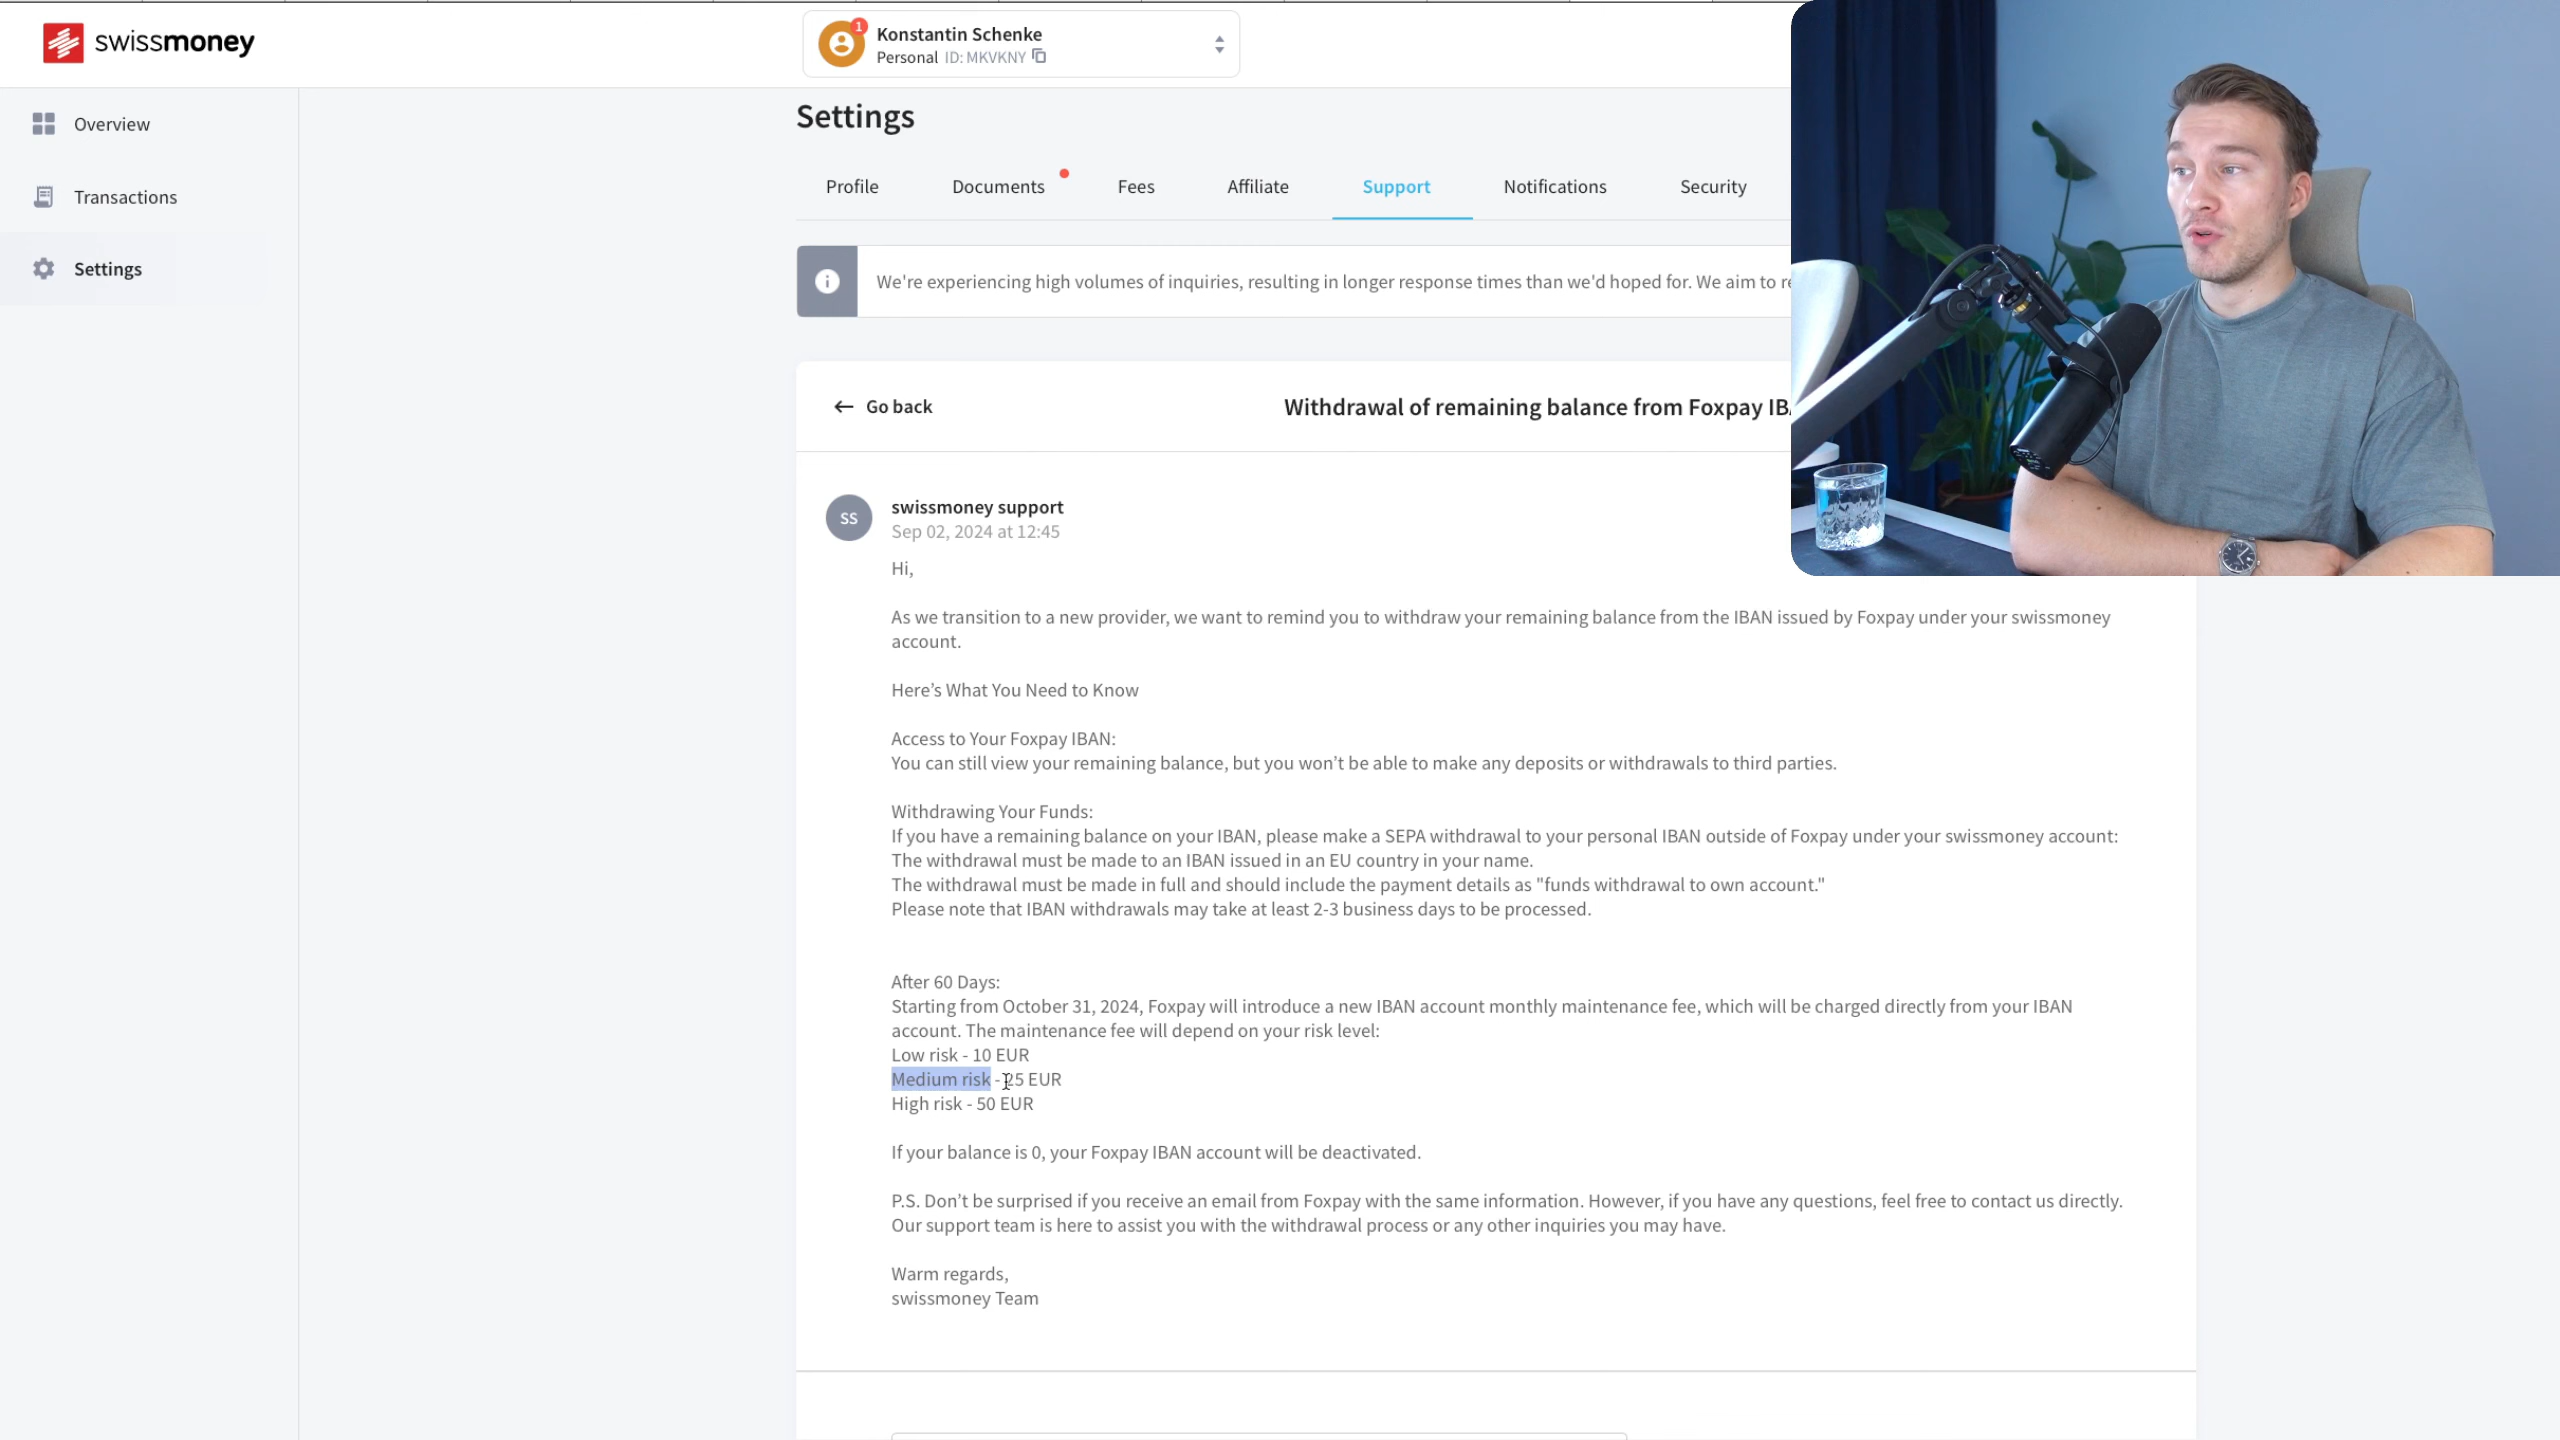 swissmoney
1
Konstantin Schenke
Personal ID: MKVKNY
Overview
Transactions
Settings
Settings
Profile
Documents
Fees
Affiliate
Support
Notifications
Security
We're experiencing high volumes of inquiries, resulting in longer response times than we'd hoped for. We aim to
Go back
Withdrawal of remaining balance from Foxpay
SS
swissmoney support
Sep 02, 2024 at 12:45
Hi,
As we transition to a new provider, we want to remind you to withdraw your remaining balance from the IBAN issued by Foxpay under your swissmoney
account.
Here’s What You Need to Know
Access to Your Foxpay IBAN:
You can still view your remaining balance, but you won’t be able to make any deposits or withdrawals to third parties.
Withdrawing Your Funds:
If you have a remaining balance on your IBAN, please make a SEPA withdrawal to your personal IBAN outside of Foxpay under your swissmoney account:
The withdrawal must be made to an IBAN issued in an EU country in your name.
The withdrawal must be made in full and should include the payment details as "funds withdrawal to own account."
Please note that IBAN withdrawals may take at least 2-3 business days to be processed.
After 60 Days:
Starting from October 31, 2024, Foxpay will introduce a new IBAN account monthly maintenance fee, which will be charged directly from your IBAN
account. The maintenance fee will depend on your risk level:
Low risk - 10 EUR
Medium risk - 25 EUR
High risk - 50 EUR
If your balance is 0, your Foxpay IBAN account will be deactivated.
P.S. Don’t be surprised if you receive an email from Foxpay with the same information. However, if you have any questions, feel free to contact us directly.
Our support team is here to assist you with the withdrawal process or any other inquiries you may have.
Warm regards,
swissmoney Team